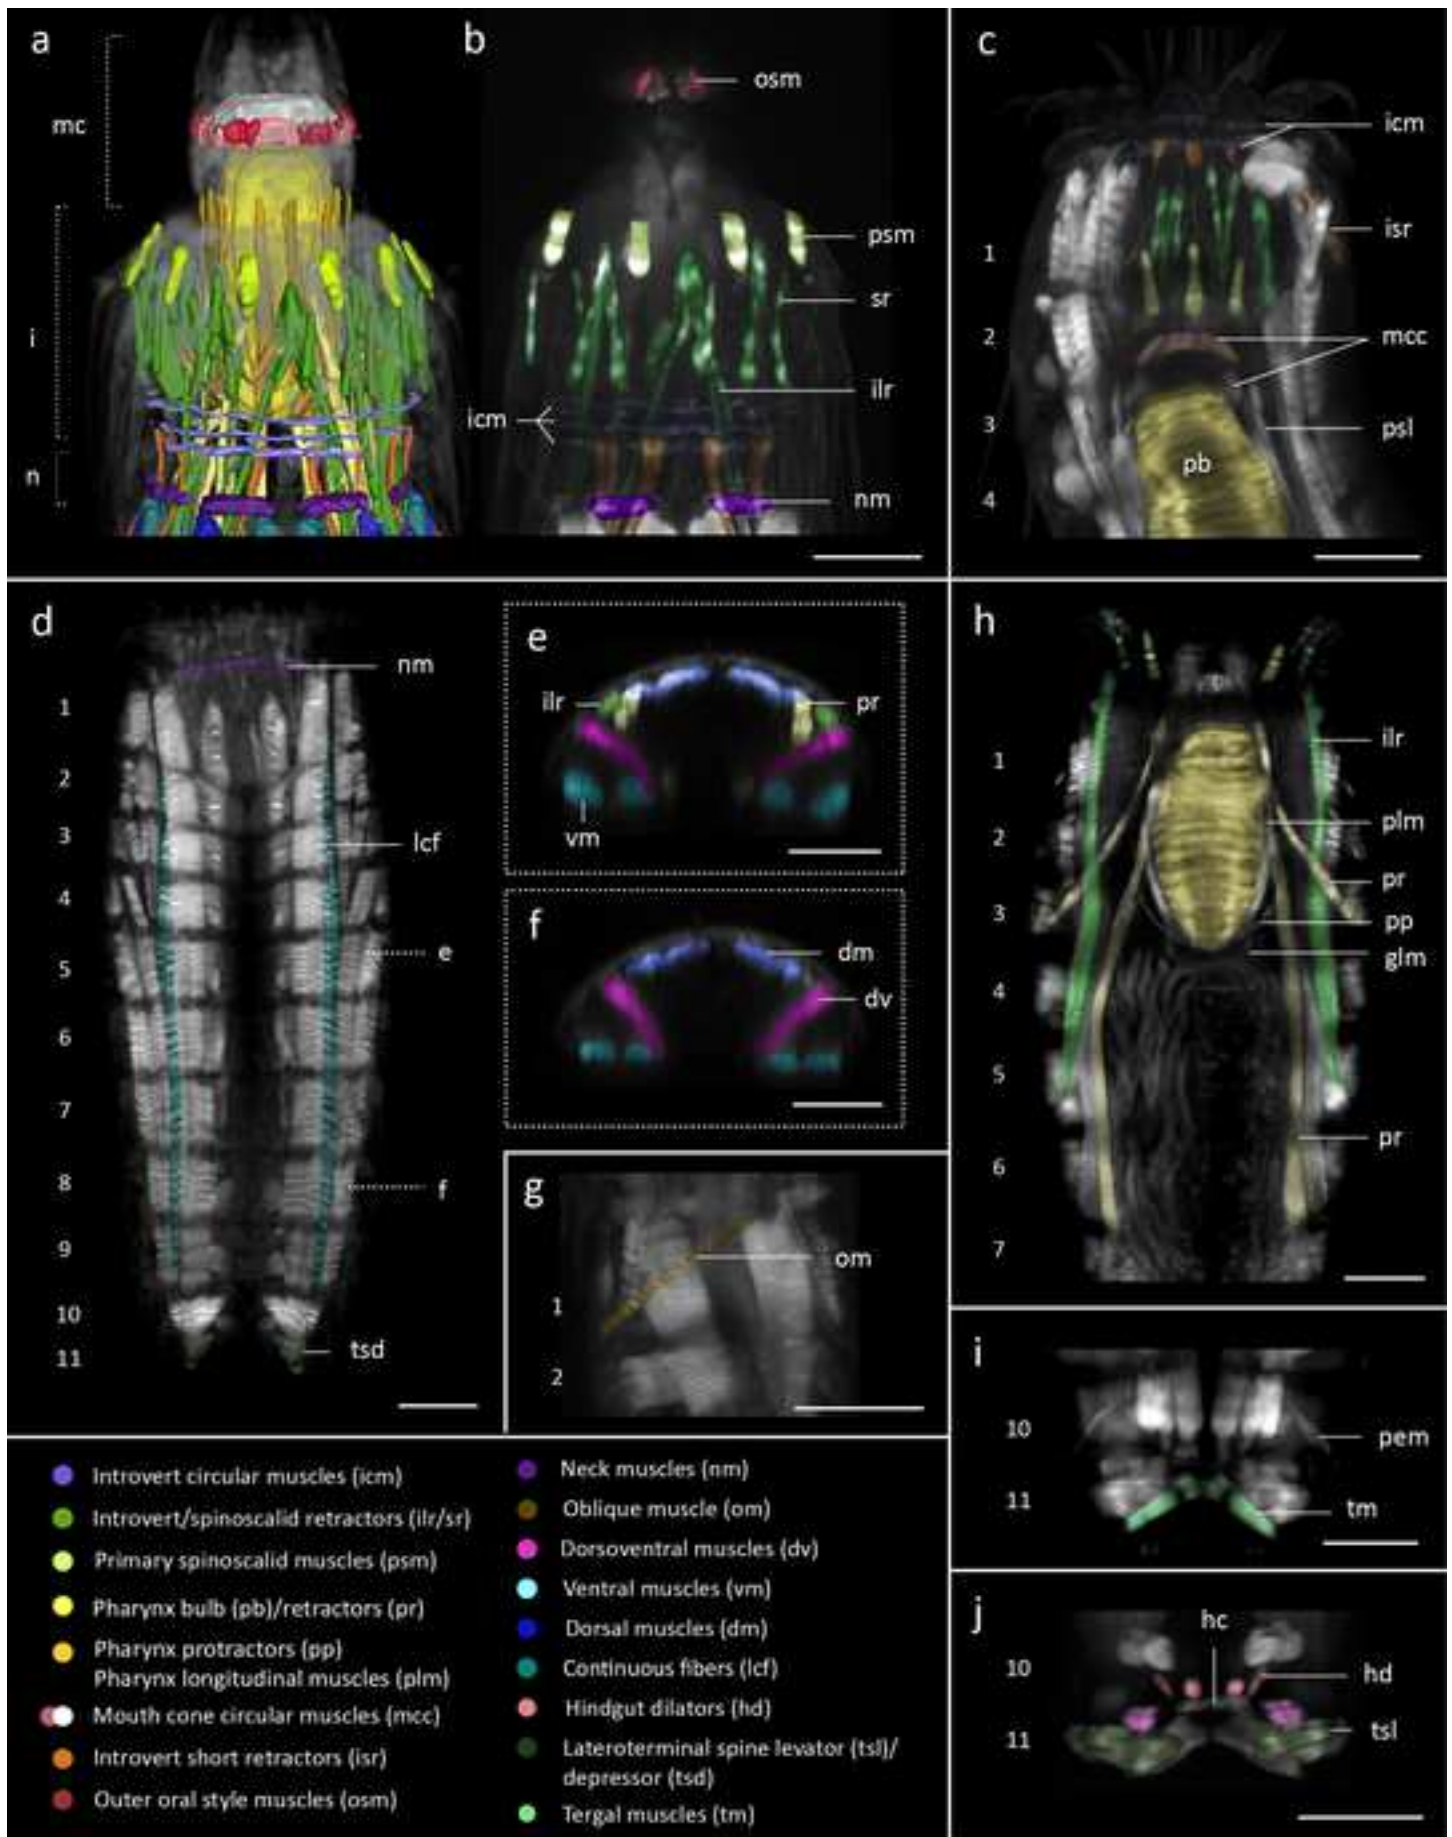 a
mc
i
n
b
osm
psm
sr
ilr
icm
nm
c
icm
isr
mcc
psl
pb
1
2
3
4
d
nm
lcf
e
f
tsd
1
2
3
4
5
6
7
8
9
10
11
e
ilr
pr
vm
f
dm
dv
g
om
1
2
h
ilr
plm
pr
pp
glm
pr
1
2
3
4
5
6
7
i
pem
tm
10
11
j
hc
hd
tsl
10
11
Introvert circular muscles (icm)
Introvert/spinoscalid retractors (ilr/sr)
Primary spinoscalid muscles (psm)
Pharynx bulb (pb)/retractors (pr)
Pharynx protractors (pp)
Pharynx longitudinal muscles (plm)
Mouth cone circular muscles (mcc)
Introvert short retractors (isr)
Outer oral style muscles (osm)
Neck muscles (nm)
Oblique muscle (om)
Dorsoventral muscles (dv)
Ventral muscles (vm)
Dorsal muscles (dm)
Continuous fibers (lcf)
Hindgut dilators (hd)
Lateroterminal spine levator (tsl)/
depressor (tsd)
Tergal muscles (tm)